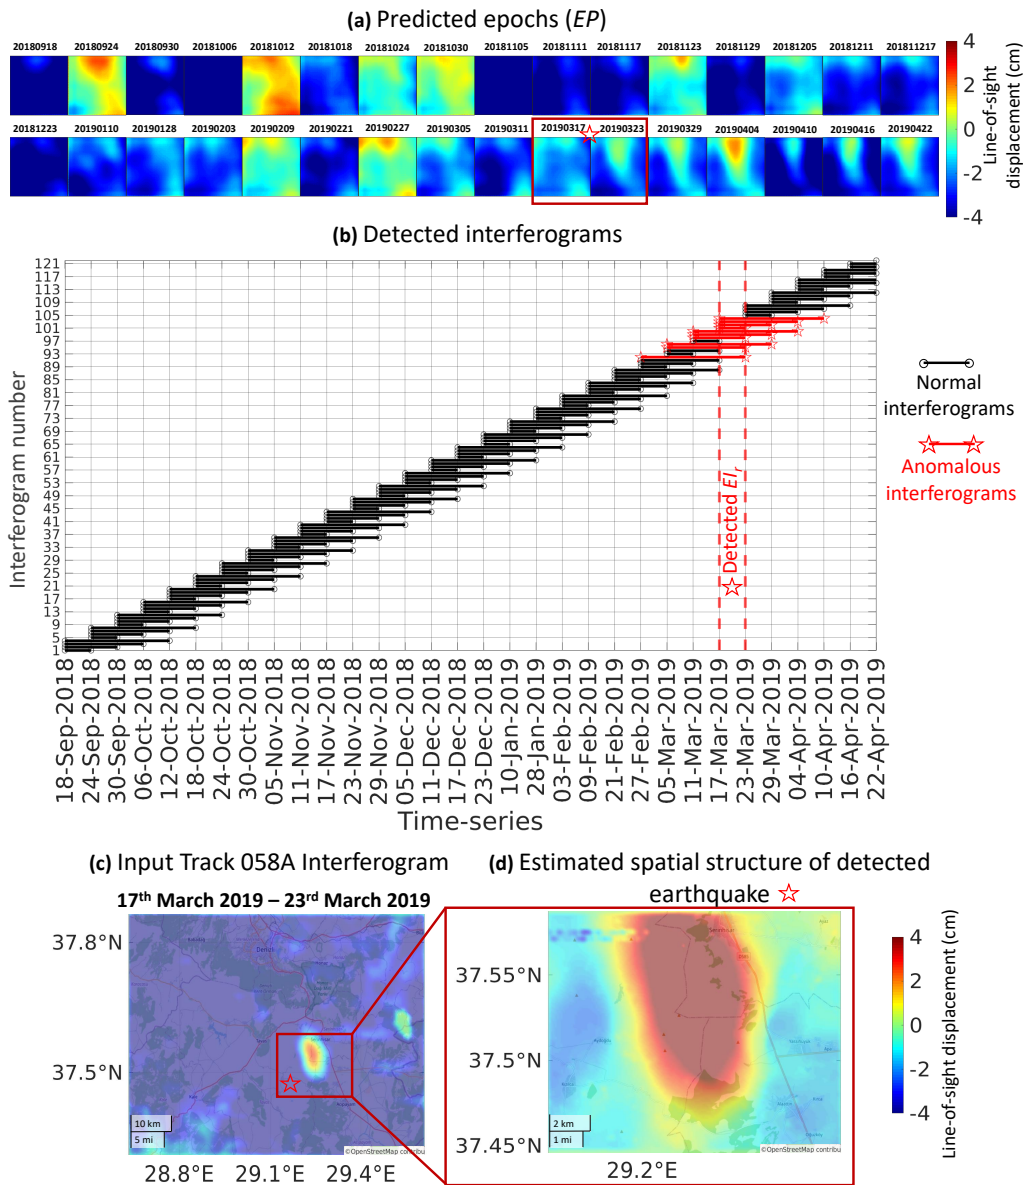 (a) Predicted epochs (EP)
20180918 20180924 20180930 20181006 20181012 20181018 20181024 20181030 20181105 20181111 20181117 20181123 20181129 20181205 20181211 201811217
20181223 20190110 20190128 20190203 20190209 20190221 20190227 20190305 20190311 20190317 20190323 20190329 20190404 20190410 20190416 20190422
4
2
0
-2
-4
Line-of-sight
displacement (cm)
(b) Detected interferograms
121
117
113
109
105
101
97
93
89
85
81
77
73
69
65
61
57
53
49
45
41
37
33
29
25
21
17
13
9
5
1
Interferogram number
Detected EIr
Normal
interferograms
Anomalous
interferograms
18-Sep-2018
24-Sep-2018
30-Sep-2018
06-Oct-2018
12-Oct-2018
18-Oct-2018
24-Oct-2018
30-Oct-2018
05-Nov-2018
11-Nov-2018
17-Nov-2018
23-Nov-2018
29-Nov-2018
05-Dec-2018
11-Dec-2018
17-Dec-2018
23-Dec-2018
10-Jan-2019
28-Jan-2019
03-Feb-2019
09-Feb-2019
21-Feb-2019
27-Feb-2019
05-Mar-2019
11-Mar-2019
17-Mar-2019
23-Mar-2019
29-Mar-2019
04-Apr-2019
10-Apr-2019
16-Apr-2019
22-Apr-2019
Time-series
(c) Input Track 058A Interferogram
17th March 2019 – 23rd March 2019
37.8°N
37.5°N
10 km
5 mi
©OpenStreetMap contribu
28.8°E 29.1°E 29.4°E
(d) Estimated spatial structure of detected
earthquake
37.55°N
37.5°N
37.45°N
2 km
1 mi
©OpenStreetMap contribu
29.2°E
4
2
0
-2
-4
Line-of-sight displacement (cm)